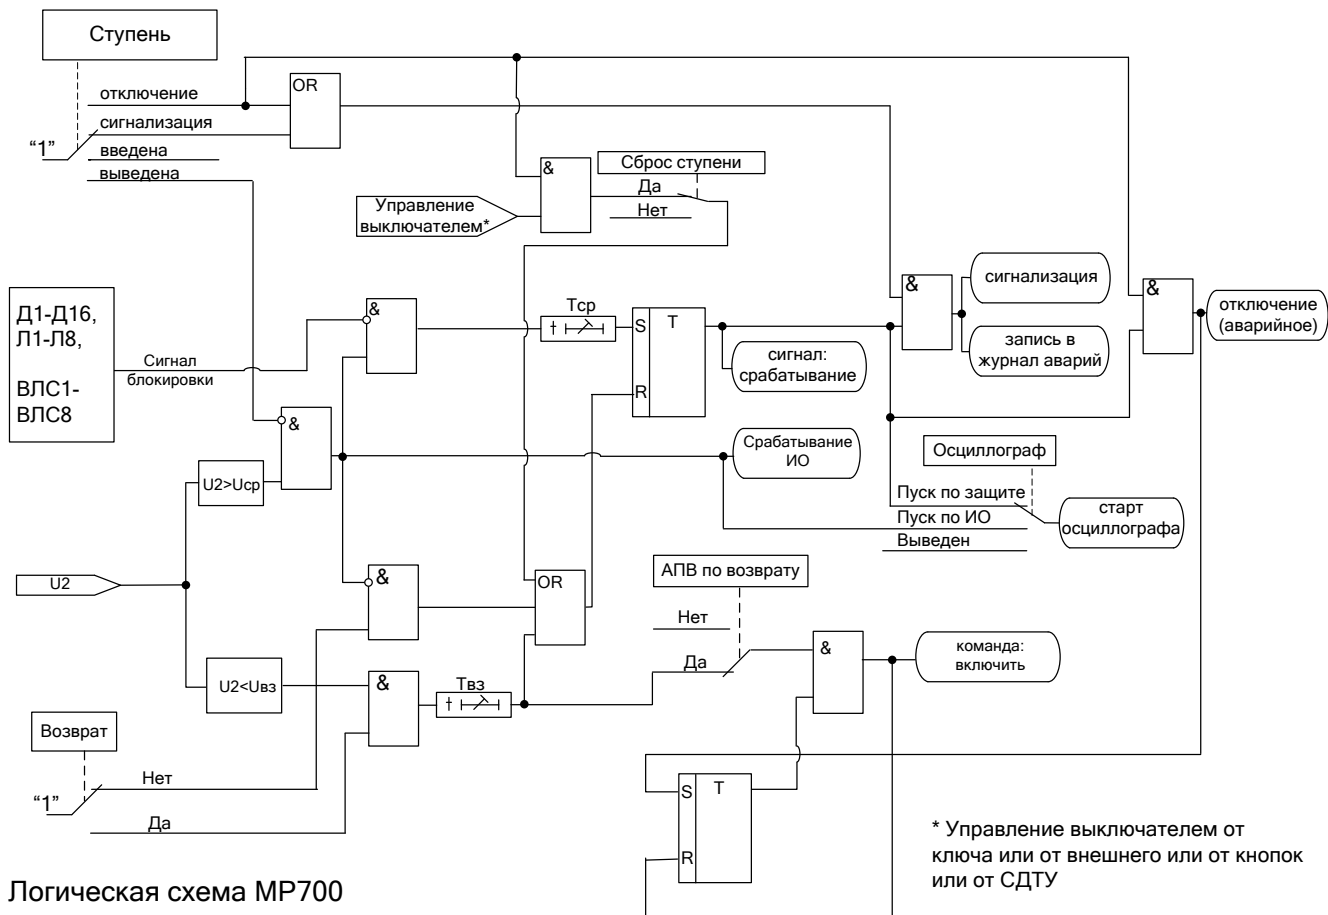 Ступень
отключение
сигнализация
“1”
введена
выведена
OR
&
Сброс ступени
Да
Нет
Управление
выключателем*
Д1-Д16,
Л1-Л8,
ВЛС1-
ВЛС8
Сигнал
блокировки
&
Тср
S
T
R
сигнал:
срабатывание
&
сигнализация
запись в
журнал аварий
&
отключение
(аварийное)
&
U2>Uср
Срабатывание
ИО
Осциллограф
Пуск по защите
Пуск по ИО
Выведен
старт
осциллографа
U2
&
OR
АПВ по возврату
Нет
Да
&
команда:
включить
U2<Uвз
&
Твз
Возврат
“1”
Нет
Да
S
T
R
* Управление выключателем от
ключа или от внешнего или от кнопок
или от СДТУ
Логическая схема МР700